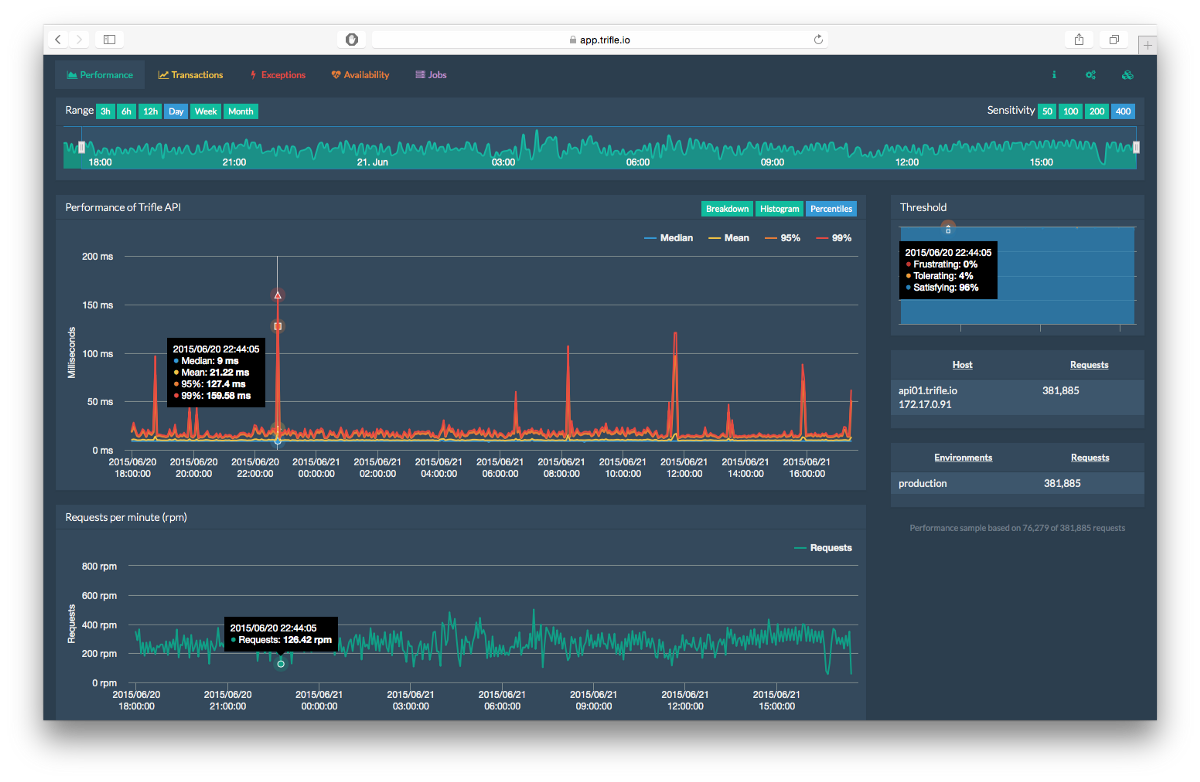 app.trifle.io
Performance Transactions Exceptions Availability Jobs
Range 3h 6h 12h Day Week Month
Sensitivity 50 100 200 400
18:00 21:00 21. Jun 03:00 06:00 09:00 12:00 15:00
Performance of Trifle API
Breakdown Histogram Percentiles
Median Mean 95% 99%
200 ms
150 ms
100 ms
50 ms
0 ms
Milliseconds
2015/06/20 22:44:05
Median: 9 ms
Mean: 21.22 ms
95%: 127.4 ms
99%: 159.58 ms
2015/06/20 2015/06/20 2015/06/20 2015/06/21 2015/06/21 2015/06/21 2015/06/21 2015/06/21 2015/06/21 2015/06/21 2015/06/21 2015/06/21
18:00:00 20:00:00 22:00:00 00:00:00 02:00:00 04:00:00 06:00:00 08:00:00 10:00:00 12:00:00 14:00:00 16:00:00
Threshold
2015/06/20 22:44:05
Frustrating: 0%
Tolerating: 4%
Satisfying: 96%
Host Requests
api01.trifle.io 381,885
172.17.0.91
Environments Requests
production 381,885
Performance sample based on 76,279 of 381,885 requests
Requests per minute (rpm)
Requests
800 rpm
600 rpm
400 rpm
200 rpm
0 rpm
Requests
2015/06/20 22:44:05
Requests: 126.42 rpm
2015/06/20 2015/06/20 2015/06/21 2015/06/21 2015/06/21 2015/06/21 2015/06/21 2015/06/21
18:00:00 21:00:00 00:00:00 03:00:00 06:00:00 09:00:00 12:00:00 15:00:00